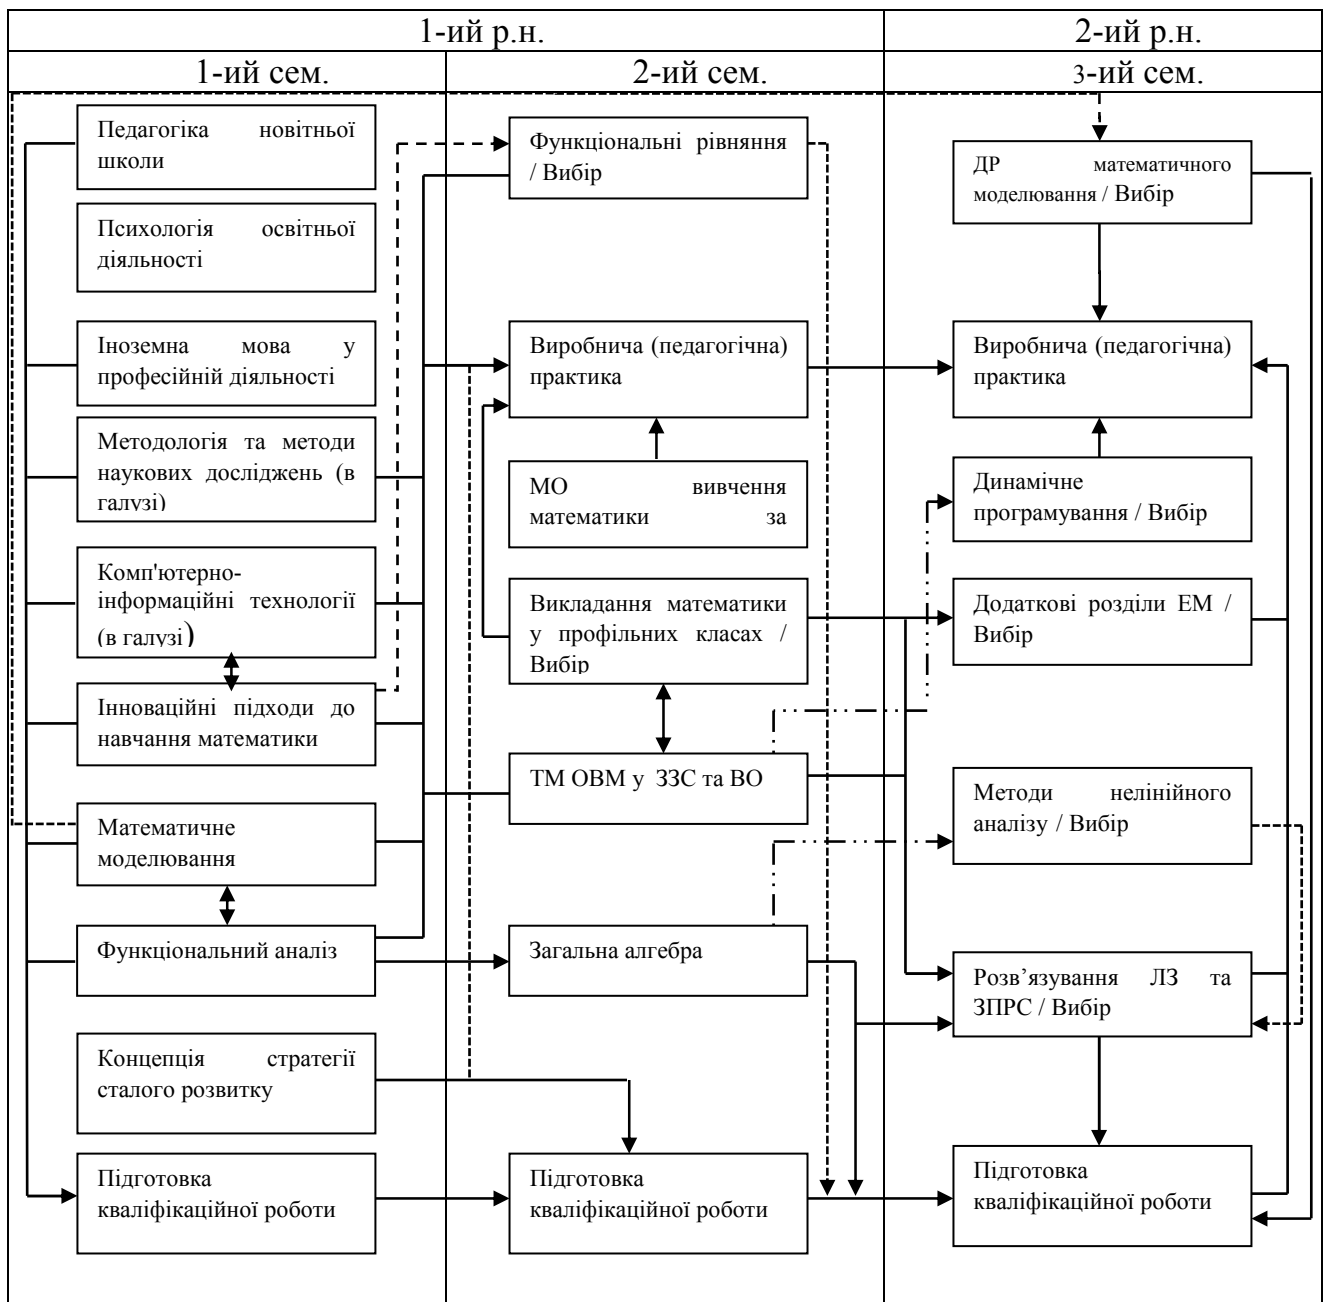 1-ий р.н.
2-ий р.н.
1-ий сем.
2-ий сем.
3-ий сем.
Педагогіка новітньої
школи
Психологія освітньої
діяльності
Іноземна мова у
професійній діяльності
Методологія та методи
наукових досліджень (в
галузі)
Комп'ютерно-
інформаційні технології
(в галузі)
Інноваційні підходи до
навчання математики
Математичне
моделювання
Функціональний аналіз
Концепція стратегії
сталого розвитку
Підготовка
кваліфікаційної роботи
Функціональні рівняння
/ Вибір
Виробнича (педагогічна)
практика
МО вивчення
математики за
Викладання математики
у профільних класах /
Вибір
ТМ ОВМ у ЗЗС та ВО
Загальна алгебра
Підготовка
кваліфікаційної роботи
ДР математичного
моделювання / Вибір
Виробнича (педагогічна)
практика
Динамічне
програмування / Вибір
Додаткові розділи ЕМ /
Вибір
Методи нелінійного
аналізу / Вибір
Розв’язування ЛЗ та
ЗПРС / Вибір
Підготовка
кваліфікаційної роботи